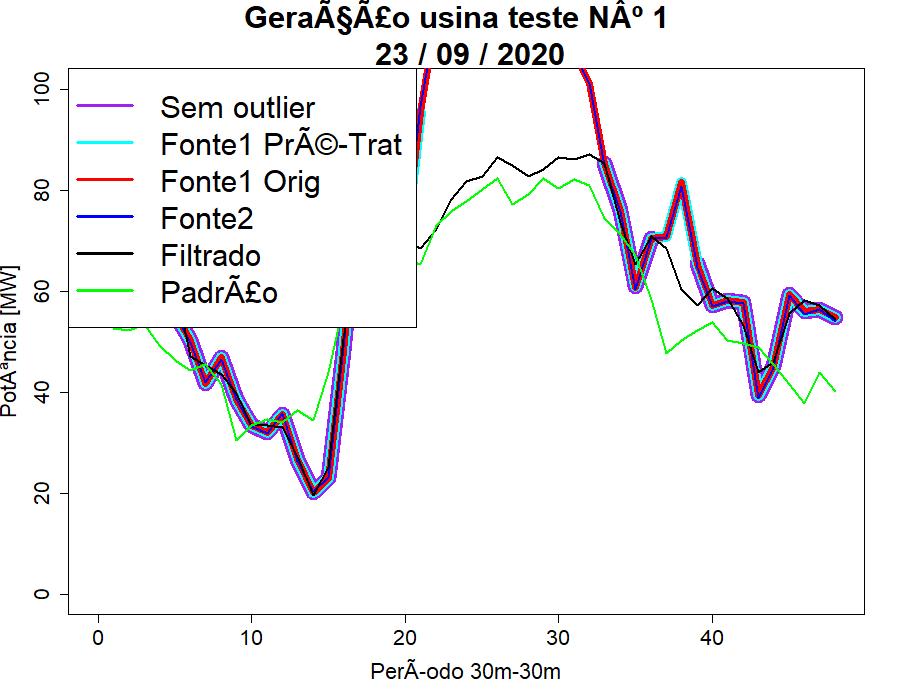 GeraÃ§Ã£o usina teste NÂº 1
23 / 09 / 2020
Sem outlier
Fonte1 PrÃ©-Trat
Fonte1 Orig
Fonte2
Filtrado
PadrÃ£o
PotÃªncia [MW]
100
80
60
40
20
0
0 10 20 30 40
PerÃ-odo 30m-30m